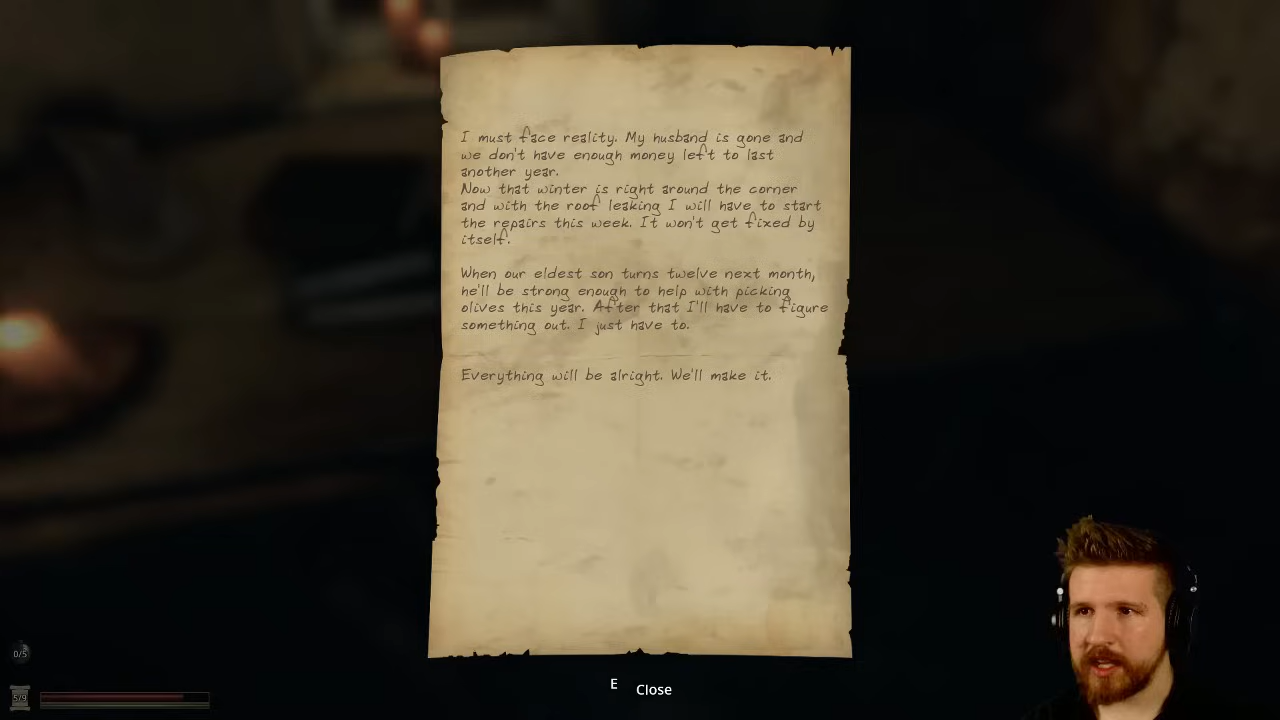 I must face reality. My husband is gone and
we don't have enough money left to last
another year.
Now that winter is right around the corner
and with the roof leaking I will have to start
the repairs this week. It won't get fixed by
itself.
When our eldest son turns twelve next month,
he'll be strong enough to help with picking
olives this year. After that I'll have to figure
something out. I just have to.
Everything will be alright. We'll make it.
0/5
5/9
E Close